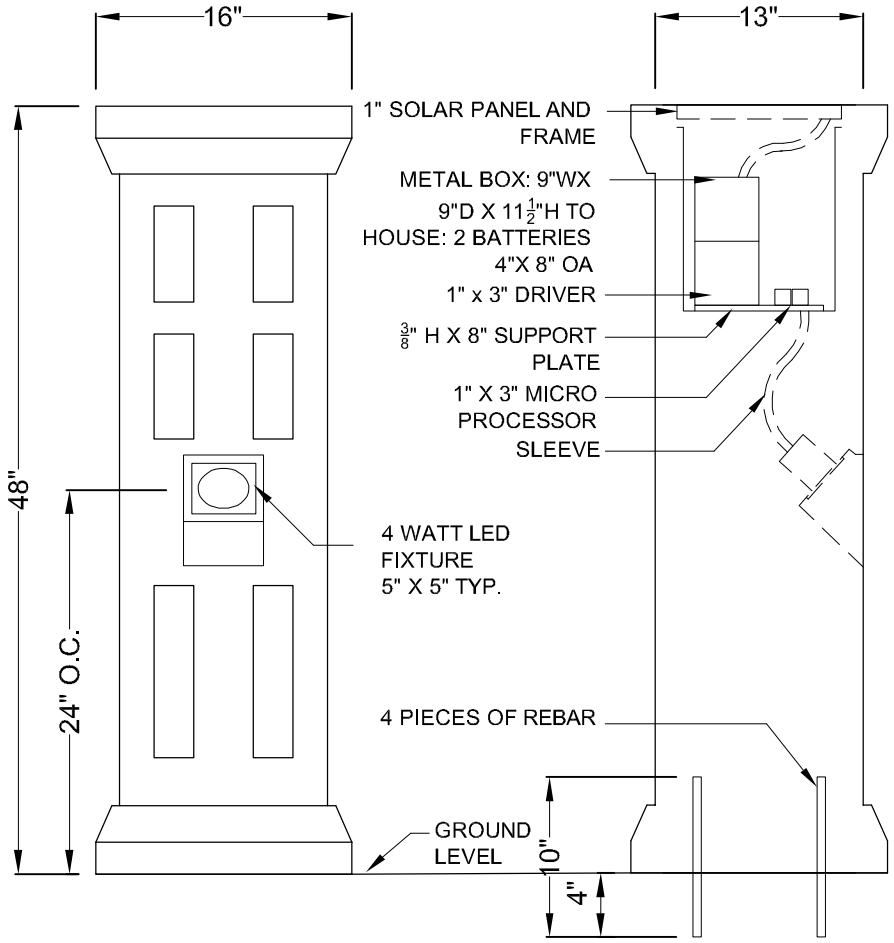 16"
13"
1" SOLAR PANEL AND
FRAME
METAL BOX: 9"WX
9"D X 11½"H TO
HOUSE: 2 BATTERIES
4"X 8" OA
1" x 3" DRIVER
⅜" H X 8" SUPPORT
PLATE
1" X 3" MICRO
PROCESSOR
SLEEVE
48"
4 WATT LED
FIXTURE
5" X 5" TYP.
24" O.C.
4 PIECES OF REBAR
GROUND
LEVEL
10"
4"